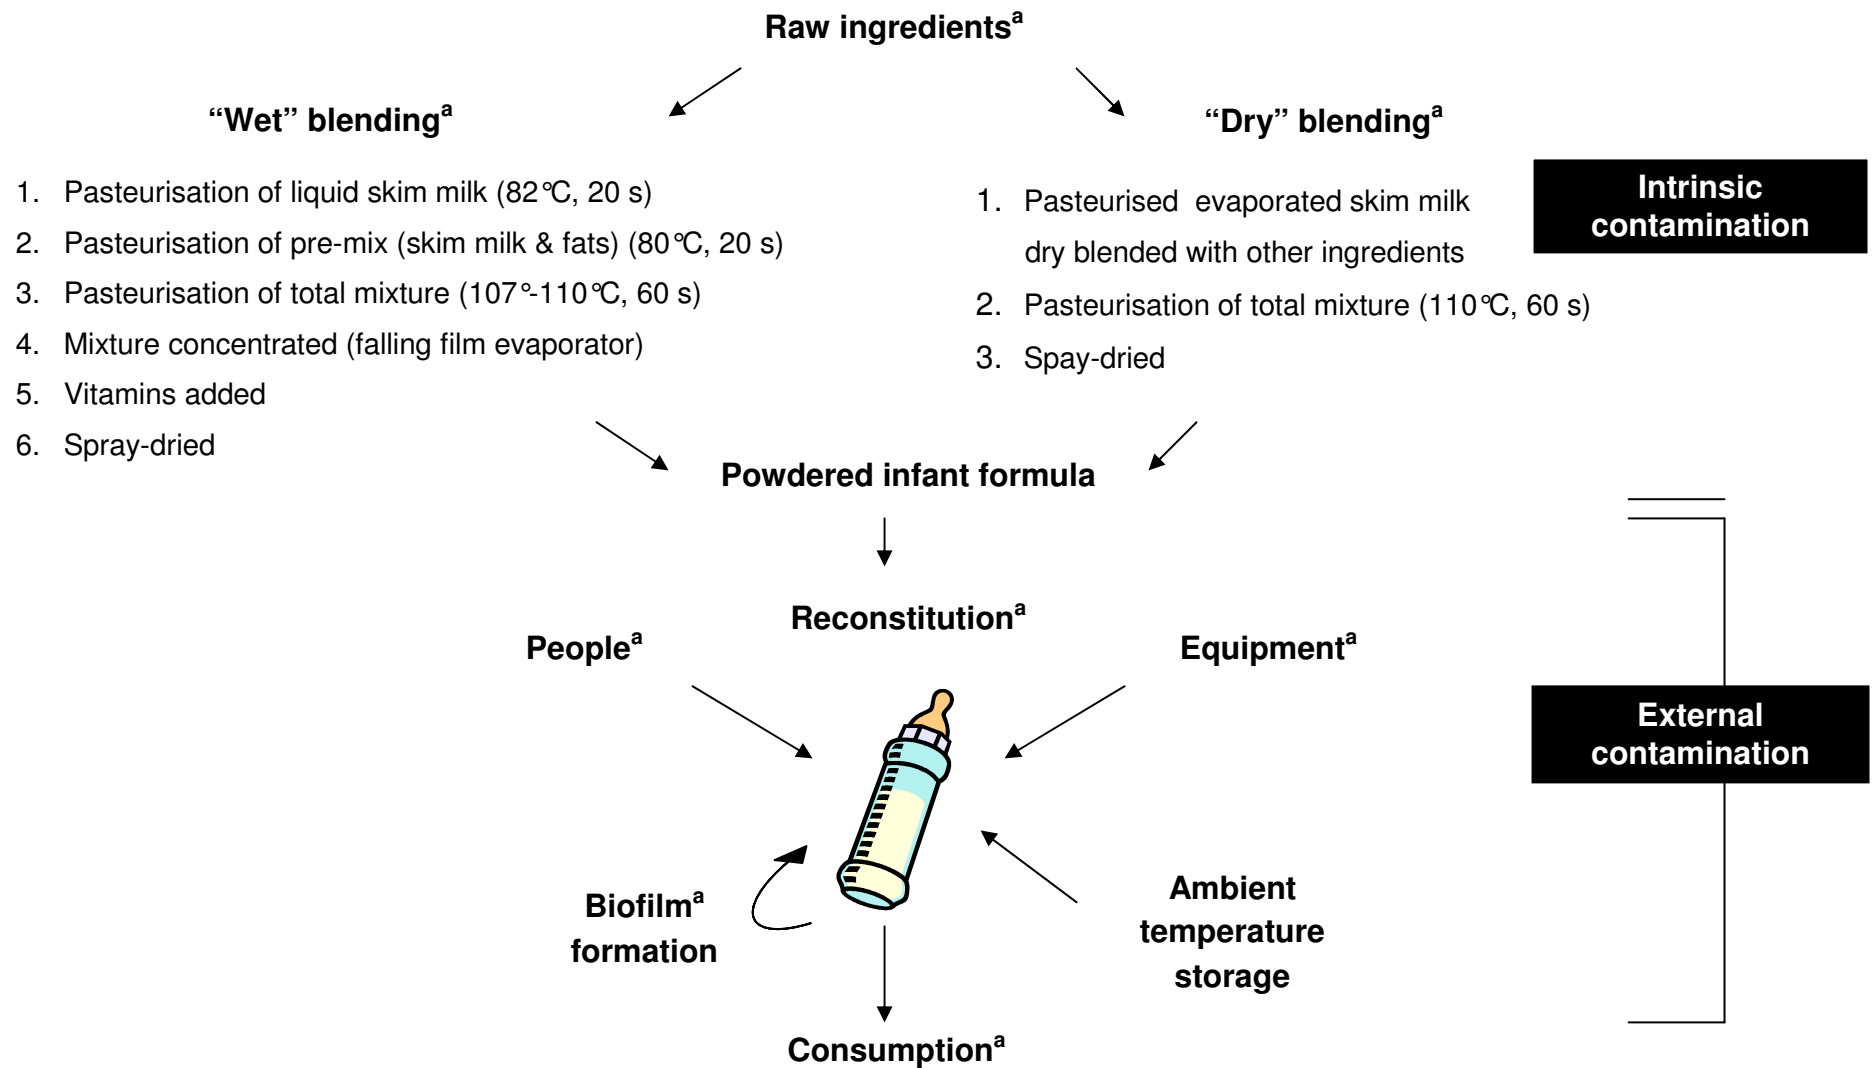 Raw ingredientsᵃ
“Wet” blendingᵃ
1. Pasteurisation of liquid skim milk (82°C, 20 s)
2. Pasteurisation of pre-mix (skim milk & fats) (80°C, 20 s)
3. Pasteurisation of total mixture (107°-110°C, 60 s)
4. Mixture concentrated (falling film evaporator)
5. Vitamins added
6. Spray-dried
“Dry” blendingᵃ
1. Pasteurised evaporated skim milk
dry blended with other ingredients
2. Pasteurisation of total mixture (110°C, 60 s)
3. Spay-dried
Intrinsic
contamination
Powdered infant formula
Reconstitutionᵃ
Peopleᵃ
Equipmentᵃ
External
contamination
Biofilmᵃ
formation
Ambient
temperature
storage
Consumptionᵃ